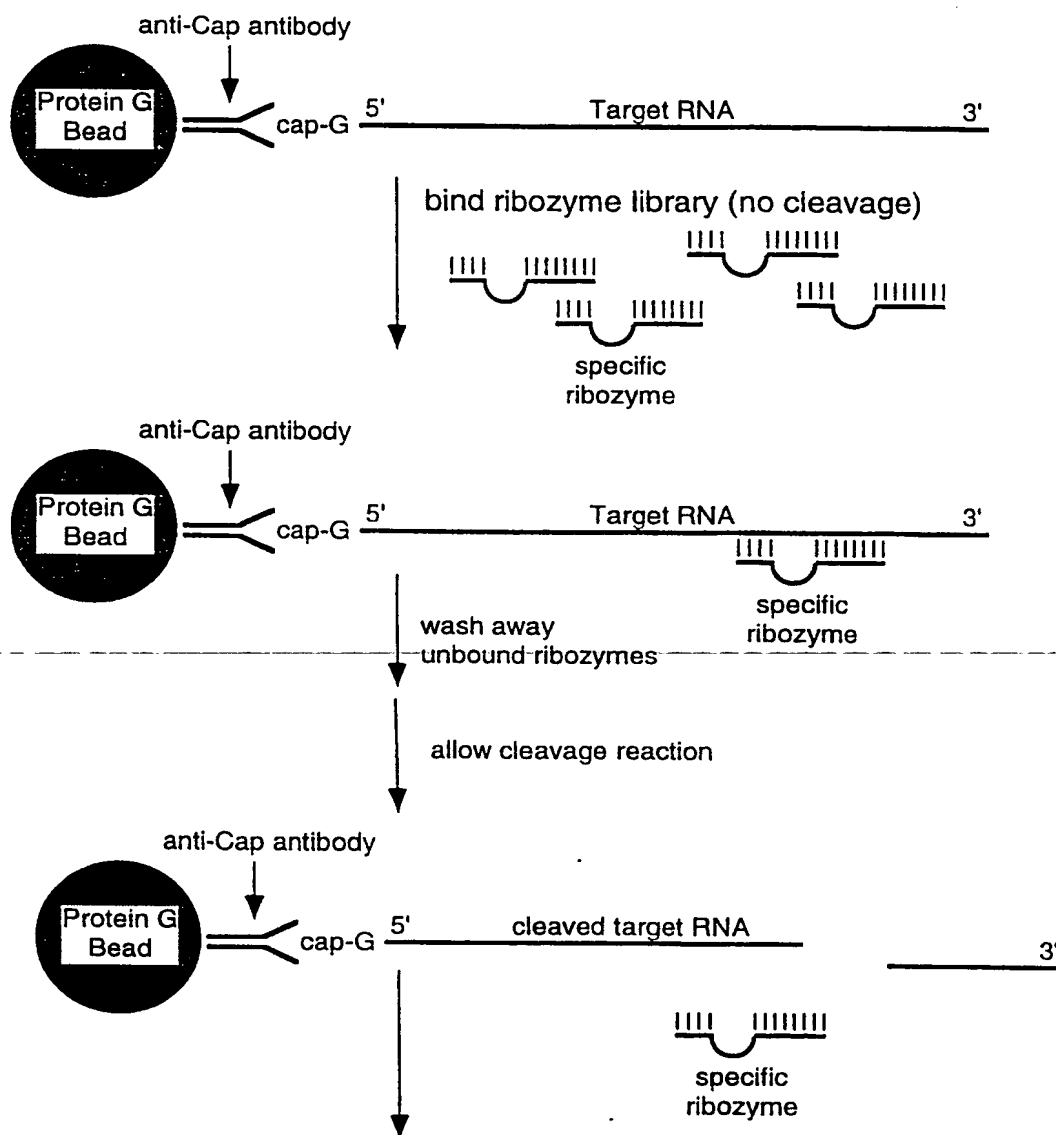 anti-Cap antibody
Protein G
Bead
cap-G
5'
Target RNA
3'
bind ribozyme library (no cleavage)
specific
ribozyme
anti-Cap antibody
Protein G
Bead
cap-G
5'
Target RNA
3'
specific
ribozyme
wash away
unbound ribozymes
allow cleavage reaction
anti-Cap antibody
Protein G
Bead
cap-G
5'
cleaved target RNA
3'
specific
ribozyme